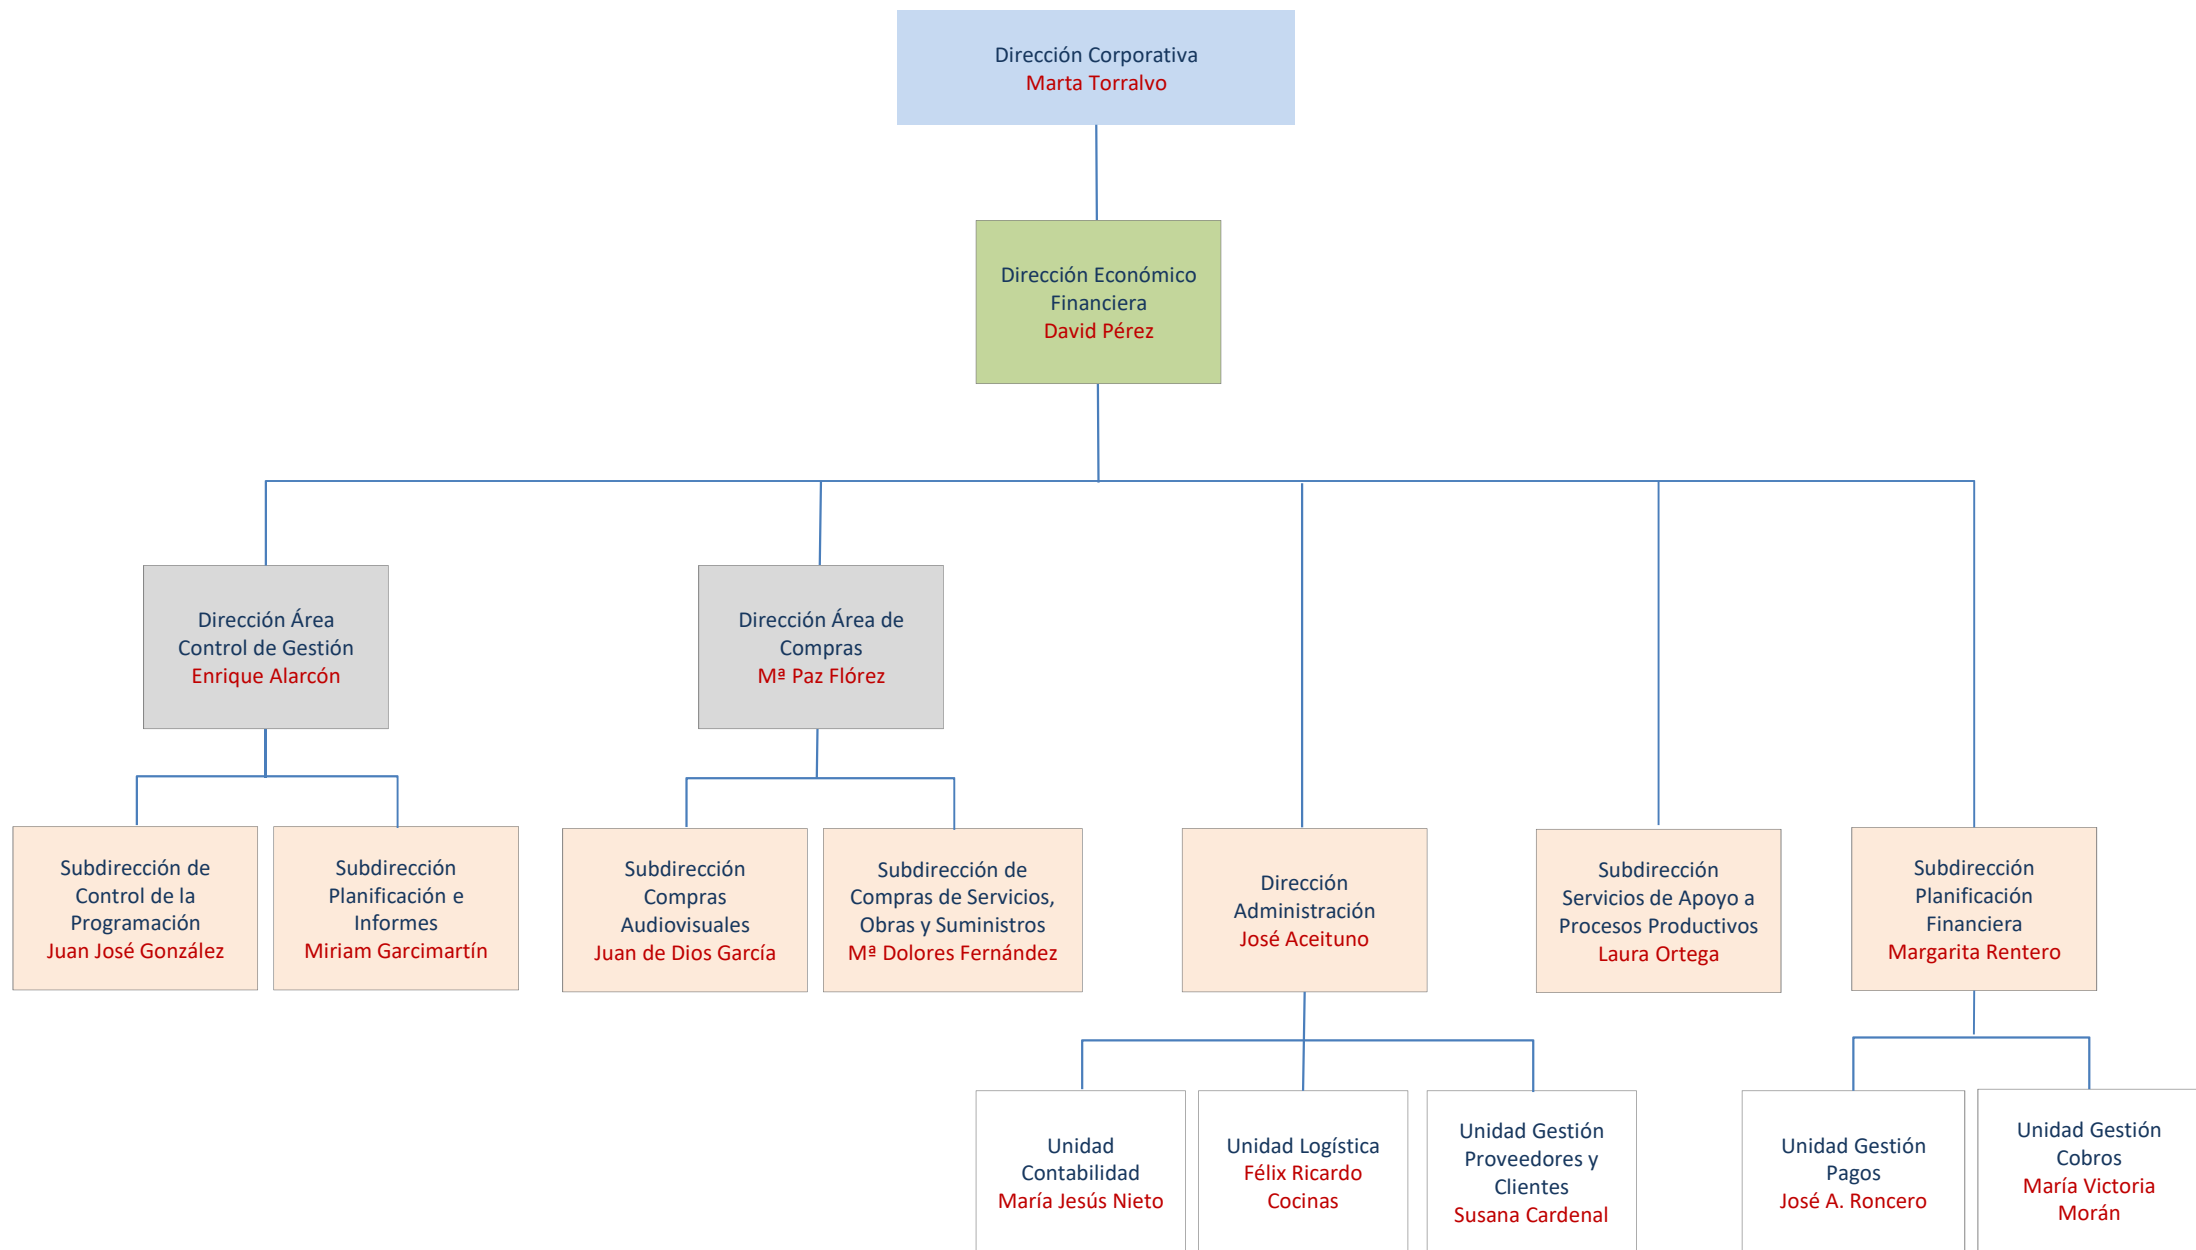 Dirección Corporativa
Marta Torralvo
Dirección Económico
Financiera
David Pérez
Dirección Área
Control de Gestión
Enrique Alarcón
Dirección Área de
Compras
Mª Paz Flórez
Subdirección de
Control de la
Programación
Juan José González
Subdirección
Planificación e
Informes
Miriam Garcimartín
Subdirección
Compras
Audiovisuales
Juan de Dios García
Subdirección de
Compras de Servicios,
Obras y Suministros
Mª Dolores Fernández
Dirección
Administración
José Aceituno
Subdirección
Servicios de Apoyo a
Procesos Productivos
Laura Ortega
Subdirección
Planificación
Financiera
Margarita Rentero
Unidad
Contabilidad
María Jesús Nieto
Unidad Logística
Félix Ricardo
Cocinas
Unidad Gestión
Proveedores y
Clientes
Susana Cardenal
Unidad Gestión
Pagos
José A. Roncero
Unidad Gestión
Cobros
María Victoria
Morán